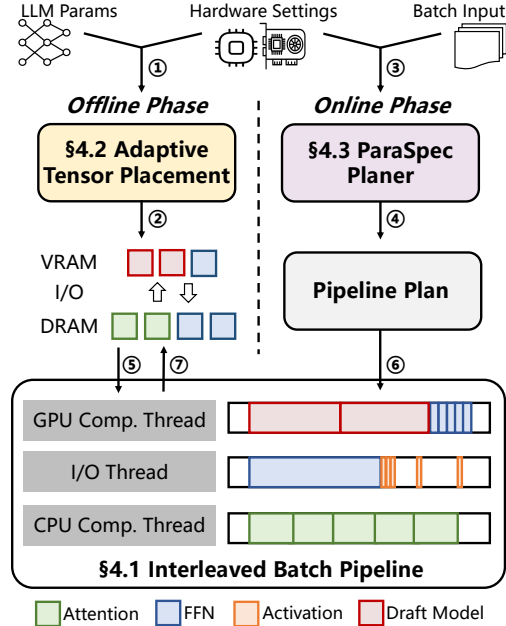 LLM Params Hardware Settings Batch Input
① ③
Offline Phase Online Phase
§4.2 Adaptive
Tensor Placement
§4.3 ParaSpec
Planer
② ④
VRAM
I/O
DRAM
Pipeline Plan
⑤ ⑦ ⑥
GPU Comp. Thread
I/O Thread
CPU Comp. Thread
§4.1 Interleaved Batch Pipeline
Attention FFN Activation Draft Model